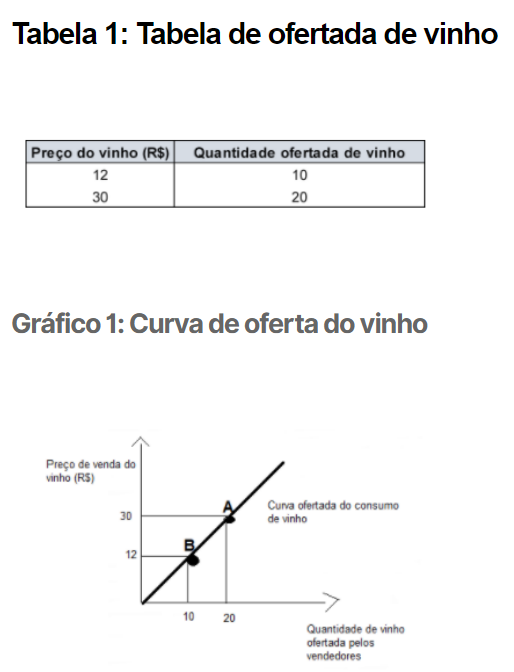 Tabela 1: Tabela de ofertada de vinho
Preço do vinho (R$) Quantidade ofertada de vinho
12 10
30 20
Gráfico 1: Curva de oferta do vinho
Preço de venda do
vinho (R$)
A
Curva ofertada do consumo
de vinho
30
B
12
10 20
Quantidade de vinho
ofertada pelos
vendedores